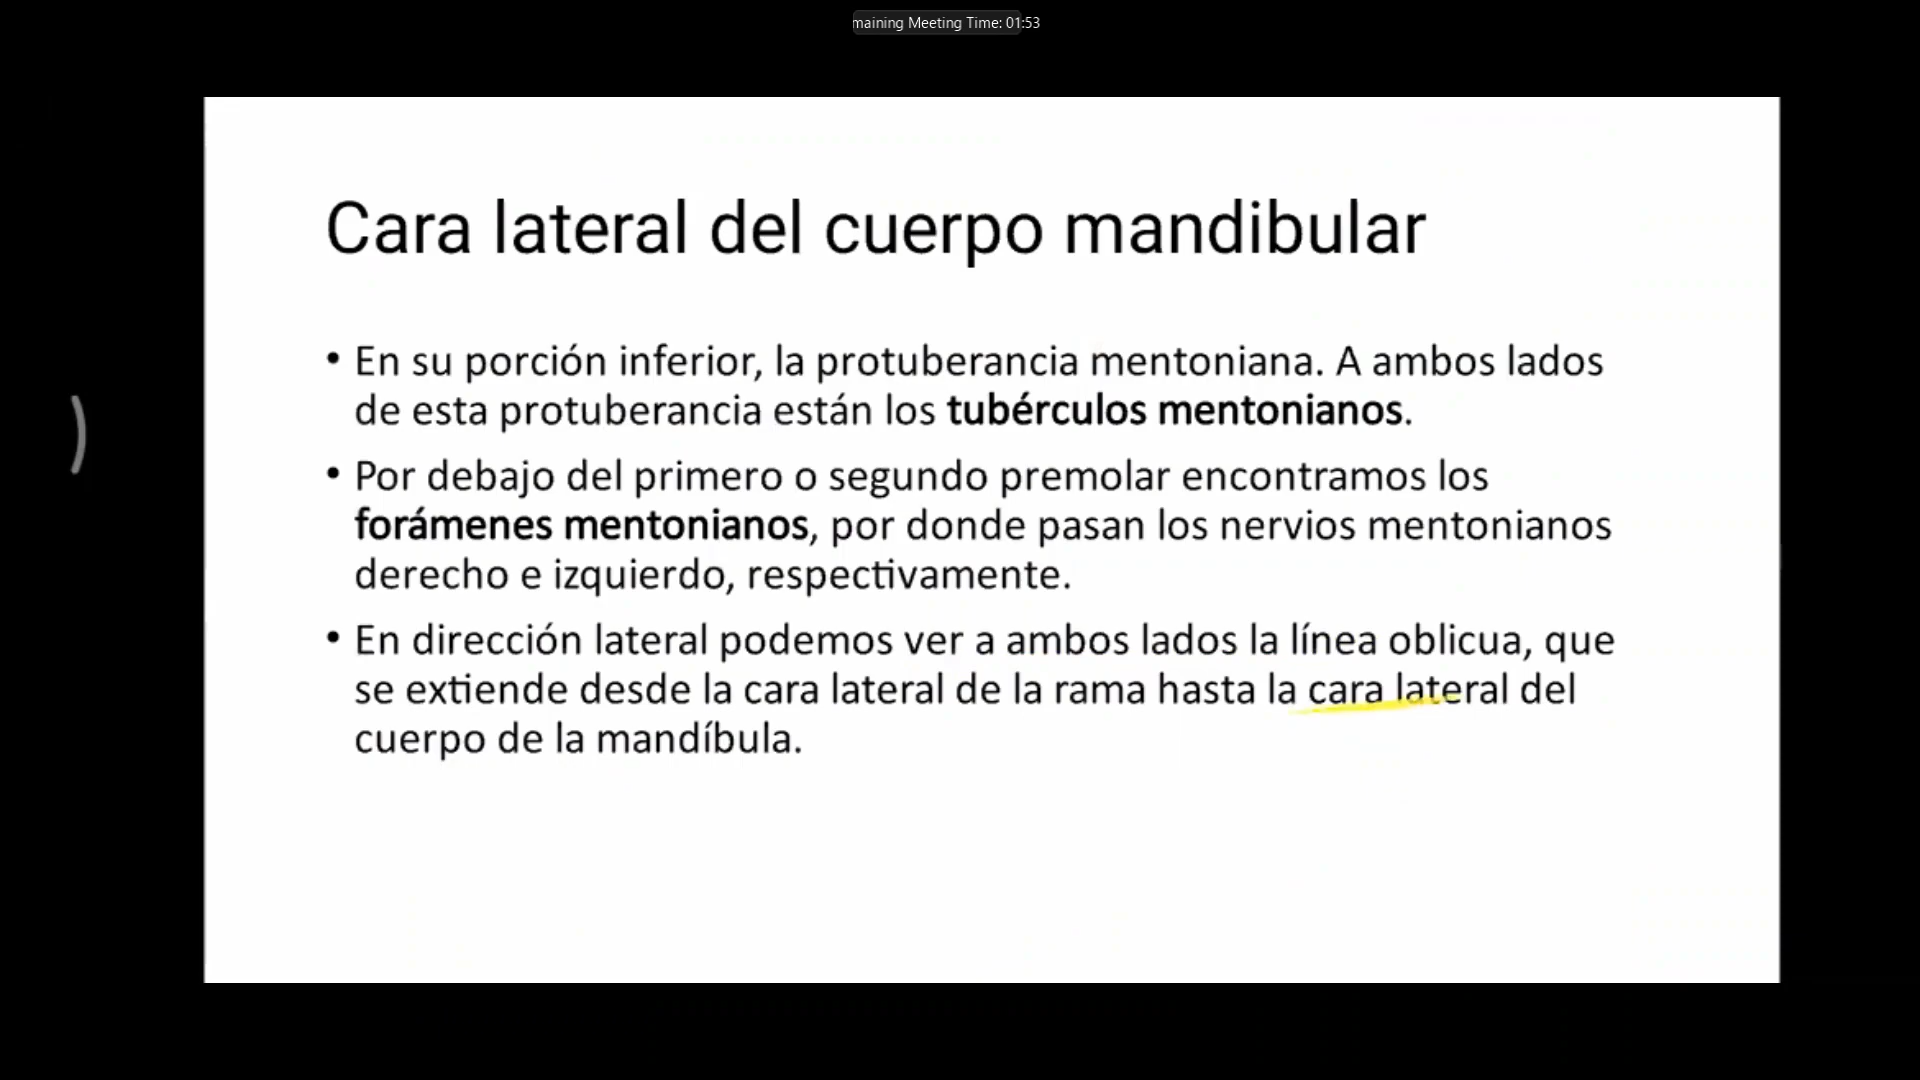 maining Meeting Time: 01:53
Cara lateral del cuerpo mandibular
• En su porción inferior, la protuberancia mentoniana. A ambos lados
de esta protuberancia están los tubérculos mentonianos.
• Por debajo del primero o segundo premolar encontramos los
forámenes mentonianos, por donde pasan los nervios mentonianos
derecho e izquierdo, respectivamente.
• En dirección lateral podemos ver a ambos lados la línea oblicua, que
se extiende desde la cara lateral de la rama hasta la cara lateral del
cuerpo de la mandíbula.